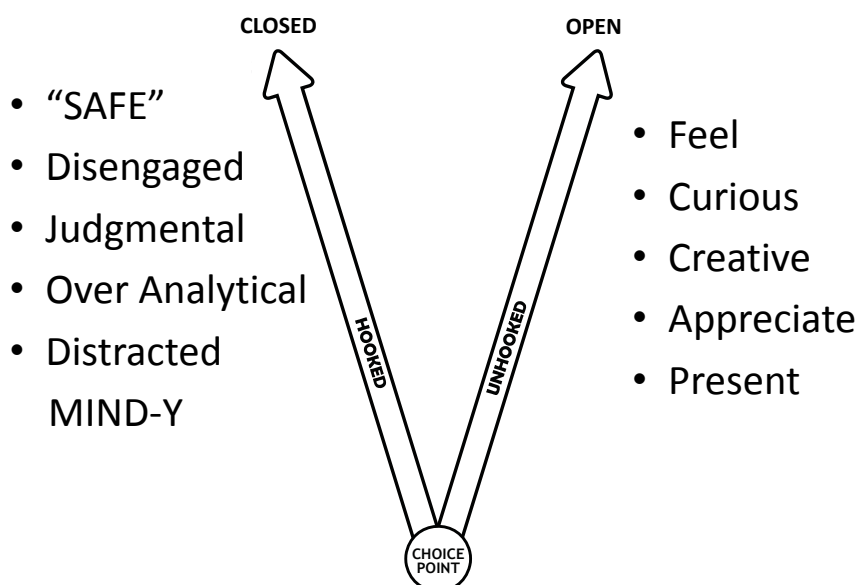 CLOSED
OPEN
• “SAFE”
• Disengaged
• Judgmental
• Over Analytical
• Distracted
MIND-Y
HOOKED
UNHOOKED
• Feel
• Curious
• Creative
• Appreciate
• Present
CHOICE
POINT